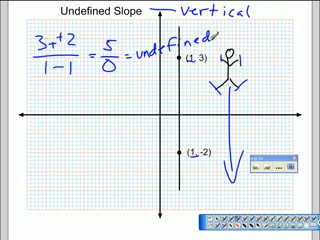 Undefined Slope — vertical
3 + +2 / 1 - 1 = 5 / 0 = undefined
(1, 3)
(1, -2)